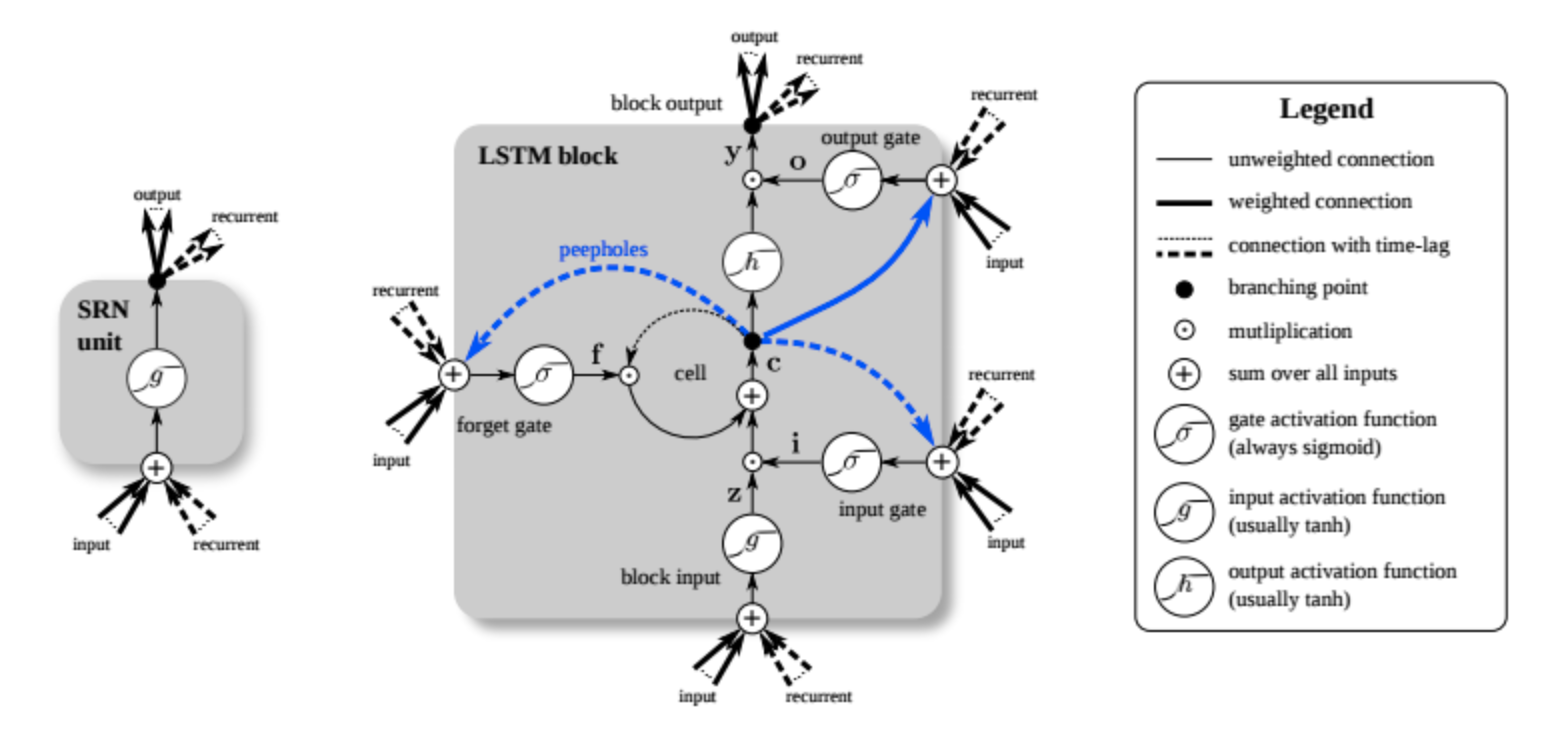 output
recurrent
SRN
unit
g
input
recurrent
output
recurrent
block output
LSTM block
y
o
output gate
σ
recurrent
input
h
peepholes
recurrent
f
σ
cell
c
forget gate
input
recurrent
i
σ
input gate
input
z
g
block input
input
recurrent
Legend
unweighted connection
weighted connection
connection with time-lag
branching point
mutliplication
sum over all inputs
σ
gate activation function
(always sigmoid)
g
input activation function
(usually tanh)
h
output activation function
(usually tanh)